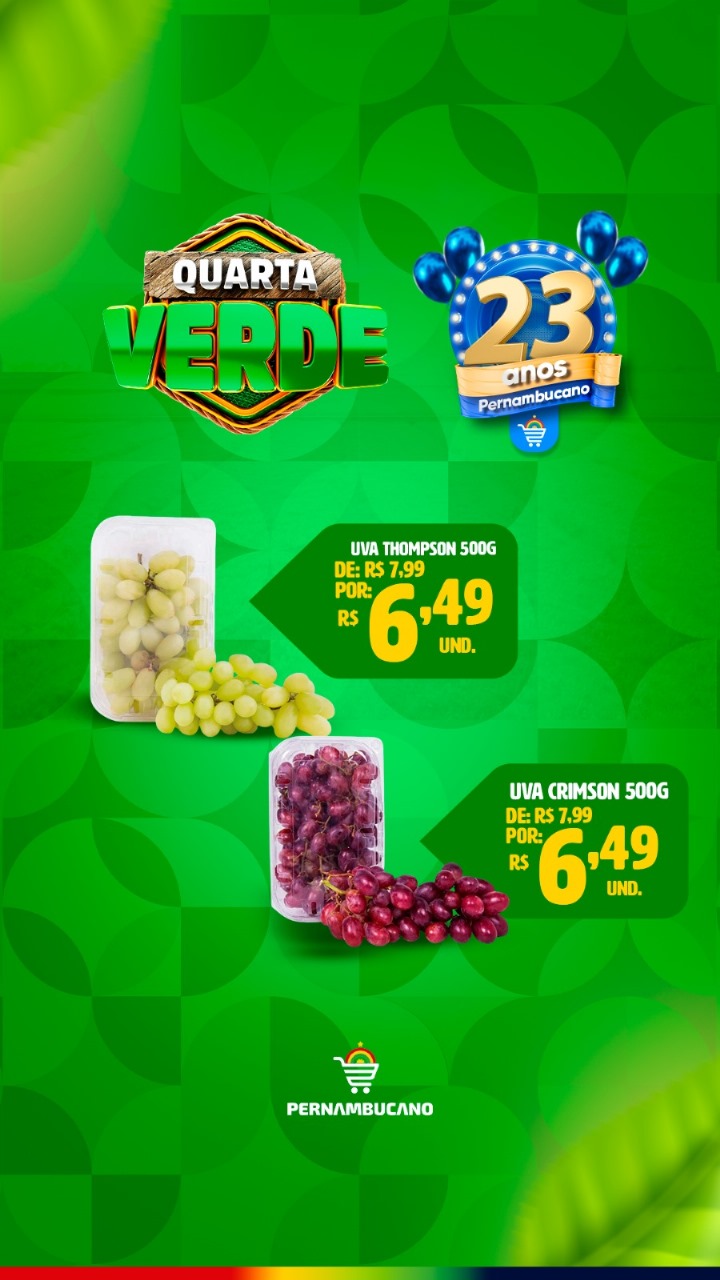 QUARTA
VERDE
23
anos
Pernambucano
UVA THOMPSON 500G
DE: R$ 7,99
POR:
R$ 6,49
UND.
UVA CRIMSON 500G
DE: R$ 7,99
POR:
R$ 6,49
UND.
PERNAMBUCANO